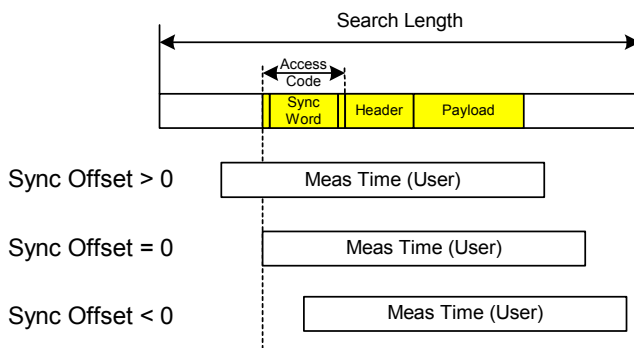 Search Length
Access
Code
Sync
Word
Header
Payload
Sync Offset > 0
Meas Time (User)
Sync Offset = 0
Meas Time (User)
Sync Offset < 0
Meas Time (User)